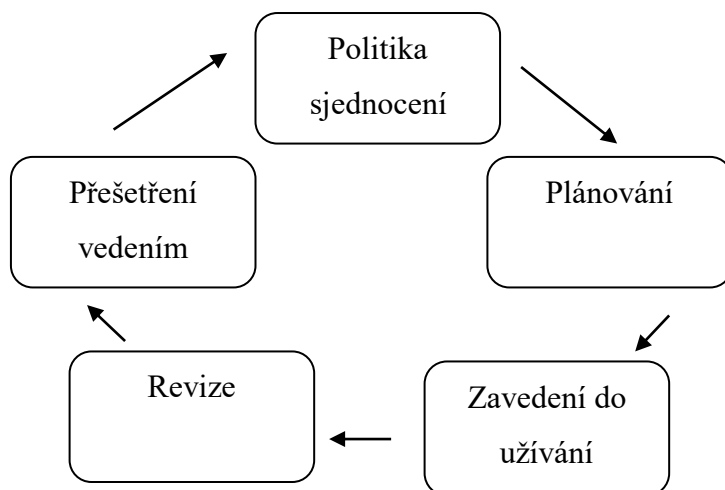 Politika
sjednocení
Plánování
Zavedení do
užívání
Revize
Přešetření
vedením